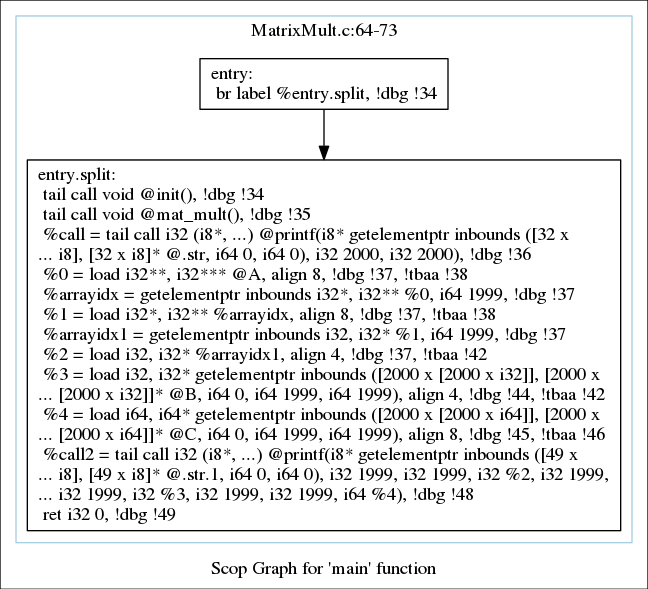 MatrixMult.c:64-73
entry:
br label %entry.split, !dbg !34
entry.split:
tail call void @init(), !dbg !34
tail call void @mat_mult(), !dbg !35
%call = tail call i32 (i8*, ...) @printf(i8* getelementptr inbounds ([32 x
... i8], [32 x i8]* @.str, i64 0, i64 0), i32 2000, i32 2000), !dbg !36
%0 = load i32**, i32*** @A, align 8, !dbg !37, !tbaa !38
%arrayidx = getelementptr inbounds i32*, i32** %0, i64 1999, !dbg !37
%1 = load i32*, i32** %arrayidx, align 8, !dbg !37, !tbaa !38
%arrayidx1 = getelementptr inbounds i32, i32* %1, i64 1999, !dbg !37
%2 = load i32, i32* %arrayidx1, align 4, !dbg !37, !tbaa !42
%3 = load i32, i32* getelementptr inbounds ([2000 x [2000 x i32]], [2000 x
... [2000 x i32]]* @B, i64 0, i64 1999, i64 1999), align 4, !dbg !44, !tbaa !42
%4 = load i64, i64* getelementptr inbounds ([2000 x [2000 x i64]], [2000 x
... [2000 x i64]]* @C, i64 0, i64 1999, i64 1999), align 8, !dbg !45, !tbaa !46
%call2 = tail call i32 (i8*, ...) @printf(i8* getelementptr inbounds ([49 x
... i8], [49 x i8]* @.str.1, i64 0, i64 0), i32 1999, i32 1999, i32 %2, i32 1999,
... i32 1999, i32 %3, i32 1999, i32 1999, i64 %4), !dbg !48
ret i32 0, !dbg !49
Scop Graph for 'main' function